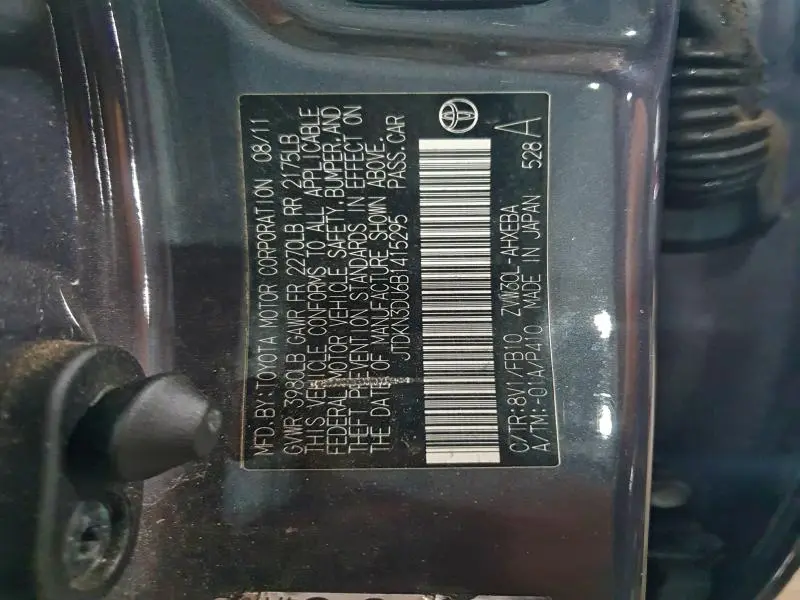 MFD.BY:TOYOTA MOTOR CORPORATION 08/11
GVWR 3980LB GAWR FR 2270LB RR 2175LB
THIS VEHICLE CONFORMS TO ALL APPLICABLE
FEDERAL MOTOR VEHICLE SAFETY,BUMPER,AND
THEFT PREVENTION STANDARDS IN EFFECT ON
THE DATE OF MANUFACTURE SHOWN ABOVE.
JTDKN3DU6B1415295 PASS.CAR
C/TR:8V1/FB10 ZVW30L-AHXEBA
A/TM:-01A/P410 MADE IN JAPAN 528A